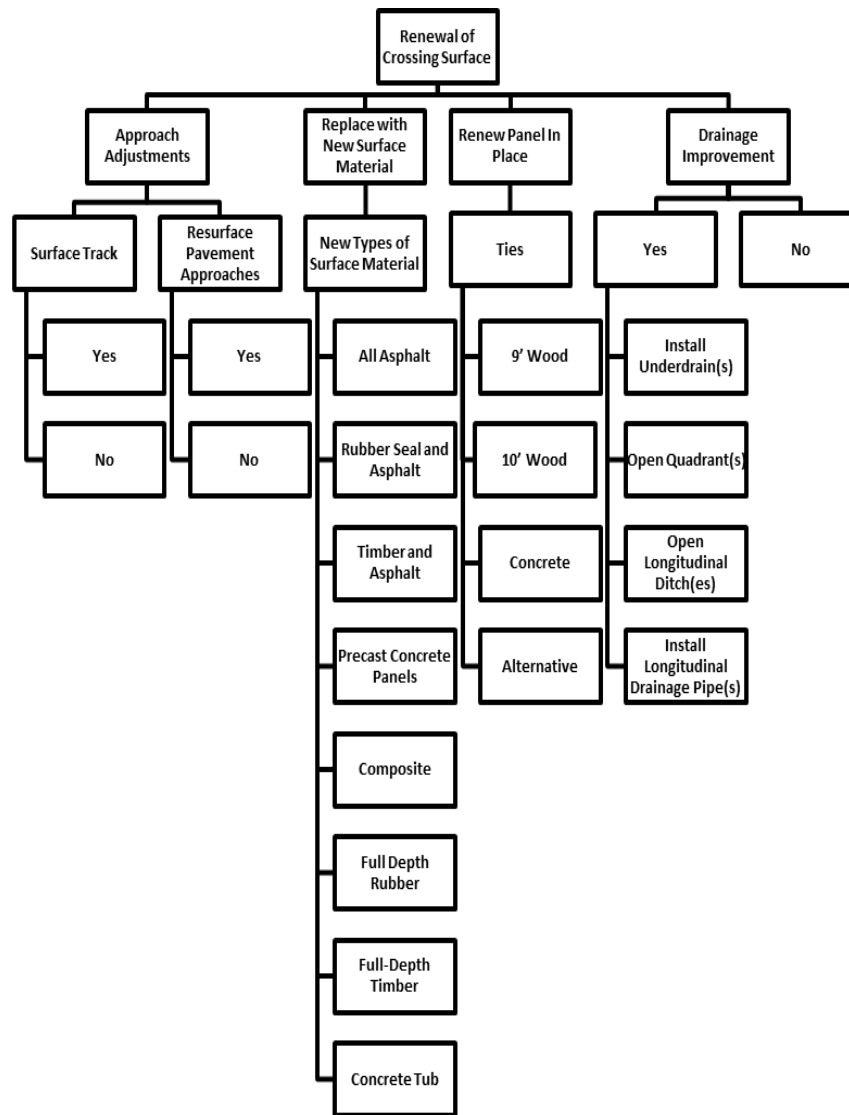 Renewal of
Crossing Surface
Approach
Adjustments
Replace with
New Surface
Material
Renew Panel In
Place
Drainage
Improvement
Surface Track
Resurface
Pavement
Approaches
New Types of
Surface Material
Ties
Yes
No
Yes
Yes
All Asphalt
9' Wood
Install
Underdrain(s)
No
No
Rubber Seal and
Asphalt
10' Wood
Open Quadrant(s)
Timber and
Asphalt
Concrete
Open
Longitudinal
Ditch(es)
Precast Concrete
Panels
Alternative
Install
Longitudinal
Drainage Pipe(s)
Composite
Full Depth
Rubber
Full-Depth
Timber
Concrete Tub